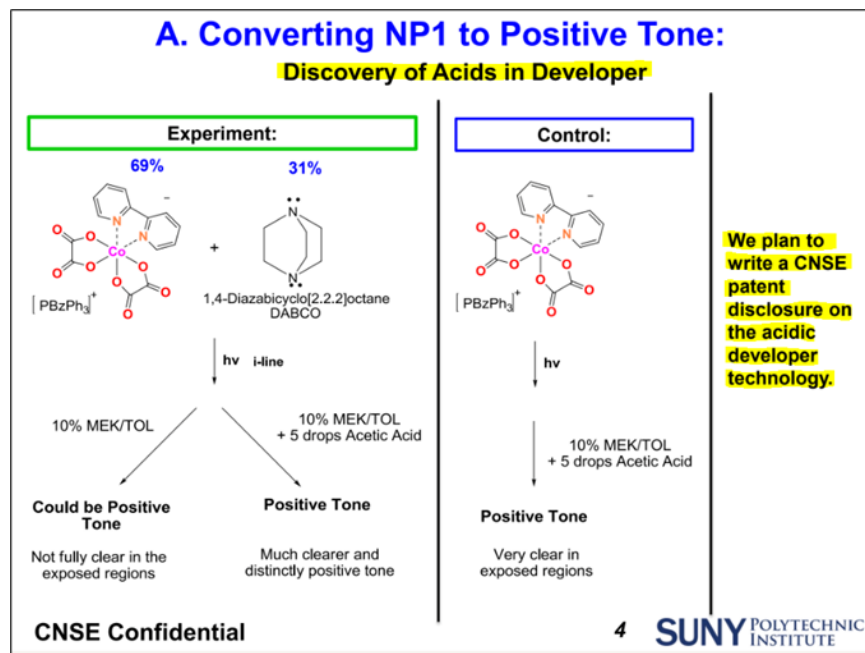 A. Converting NP1 to Positive Tone:
Discovery of Acids in Developer
Experiment:
69%
31%
N
N
Co
O
O
O
O
O
O
O
O
−
[ PBzPh3]+
+
N
N
1,4-Diazabicyclo[2.2.2]octane
DABCO
hν i-line
10% MEK/TOL
10% MEK/TOL
+ 5 drops Acetic Acid
Could be Positive
Tone
Not fully clear in the
exposed regions
Positive Tone
Much clearer and
distinctly positive tone
Control:
N
N
Co
O
O
O
O
O
O
O
O
−
[ PBzPh3]+
hν
10% MEK/TOL
+ 5 drops Acetic Acid
Positive Tone
Very clear in
exposed regions
We plan to
write a CNSE
patent
disclosure on
the acidic
developer
technology.
CNSE Confidential
4
SUNY POLYTECHNIC
INSTITUTE